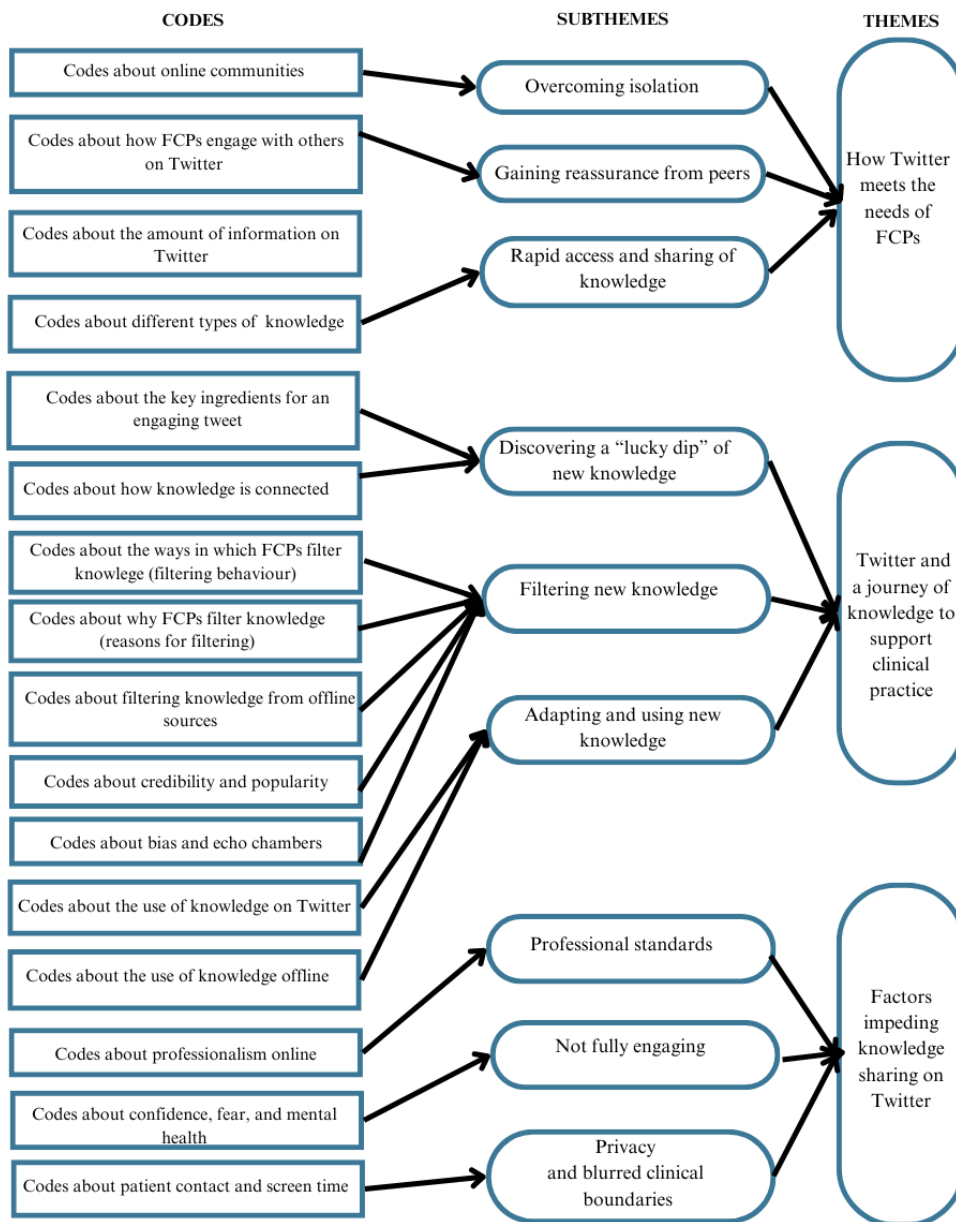 CODES
SUBTHEMES
THEMES
Codes about online communities
Codes about how FCPs engage with others
on Twitter
Codes about the amount of information on
Twitter
Codes about different types of knowledge
Codes about the key ingredients for an
engaging tweet
Codes about how knowledge is connected
Codes about the ways in which FCPs filter
knowlege (filtering behaviour)
Codes about why FCPs filter knowledge
(reasons for filtering)
Codes about filtering knowledge from offline
sources
Codes about credibility and popularity
Codes about bias and echo chambers
Codes about the use of knowledge on Twitter
Codes about the use of knowledge offline
Codes about professionalism online
Codes about confidence, fear, and mental
health
Codes about patient contact and screen time
Overcoming isolation
Gaining reassurance from peers
Rapid access and sharing of
knowledge
Discovering a “lucky dip” of
new knowledge
Filtering new knowledge
Adapting and using new
knowledge
Professional standards
Not fully engaging
Privacy
and blurred clinical
boundaries
How Twitter
meets the
needs of
FCPs
Twitter and
a journey of
knowledge to
support
clinical
practice
Factors
impeding
knowledge
sharing on
Twitter